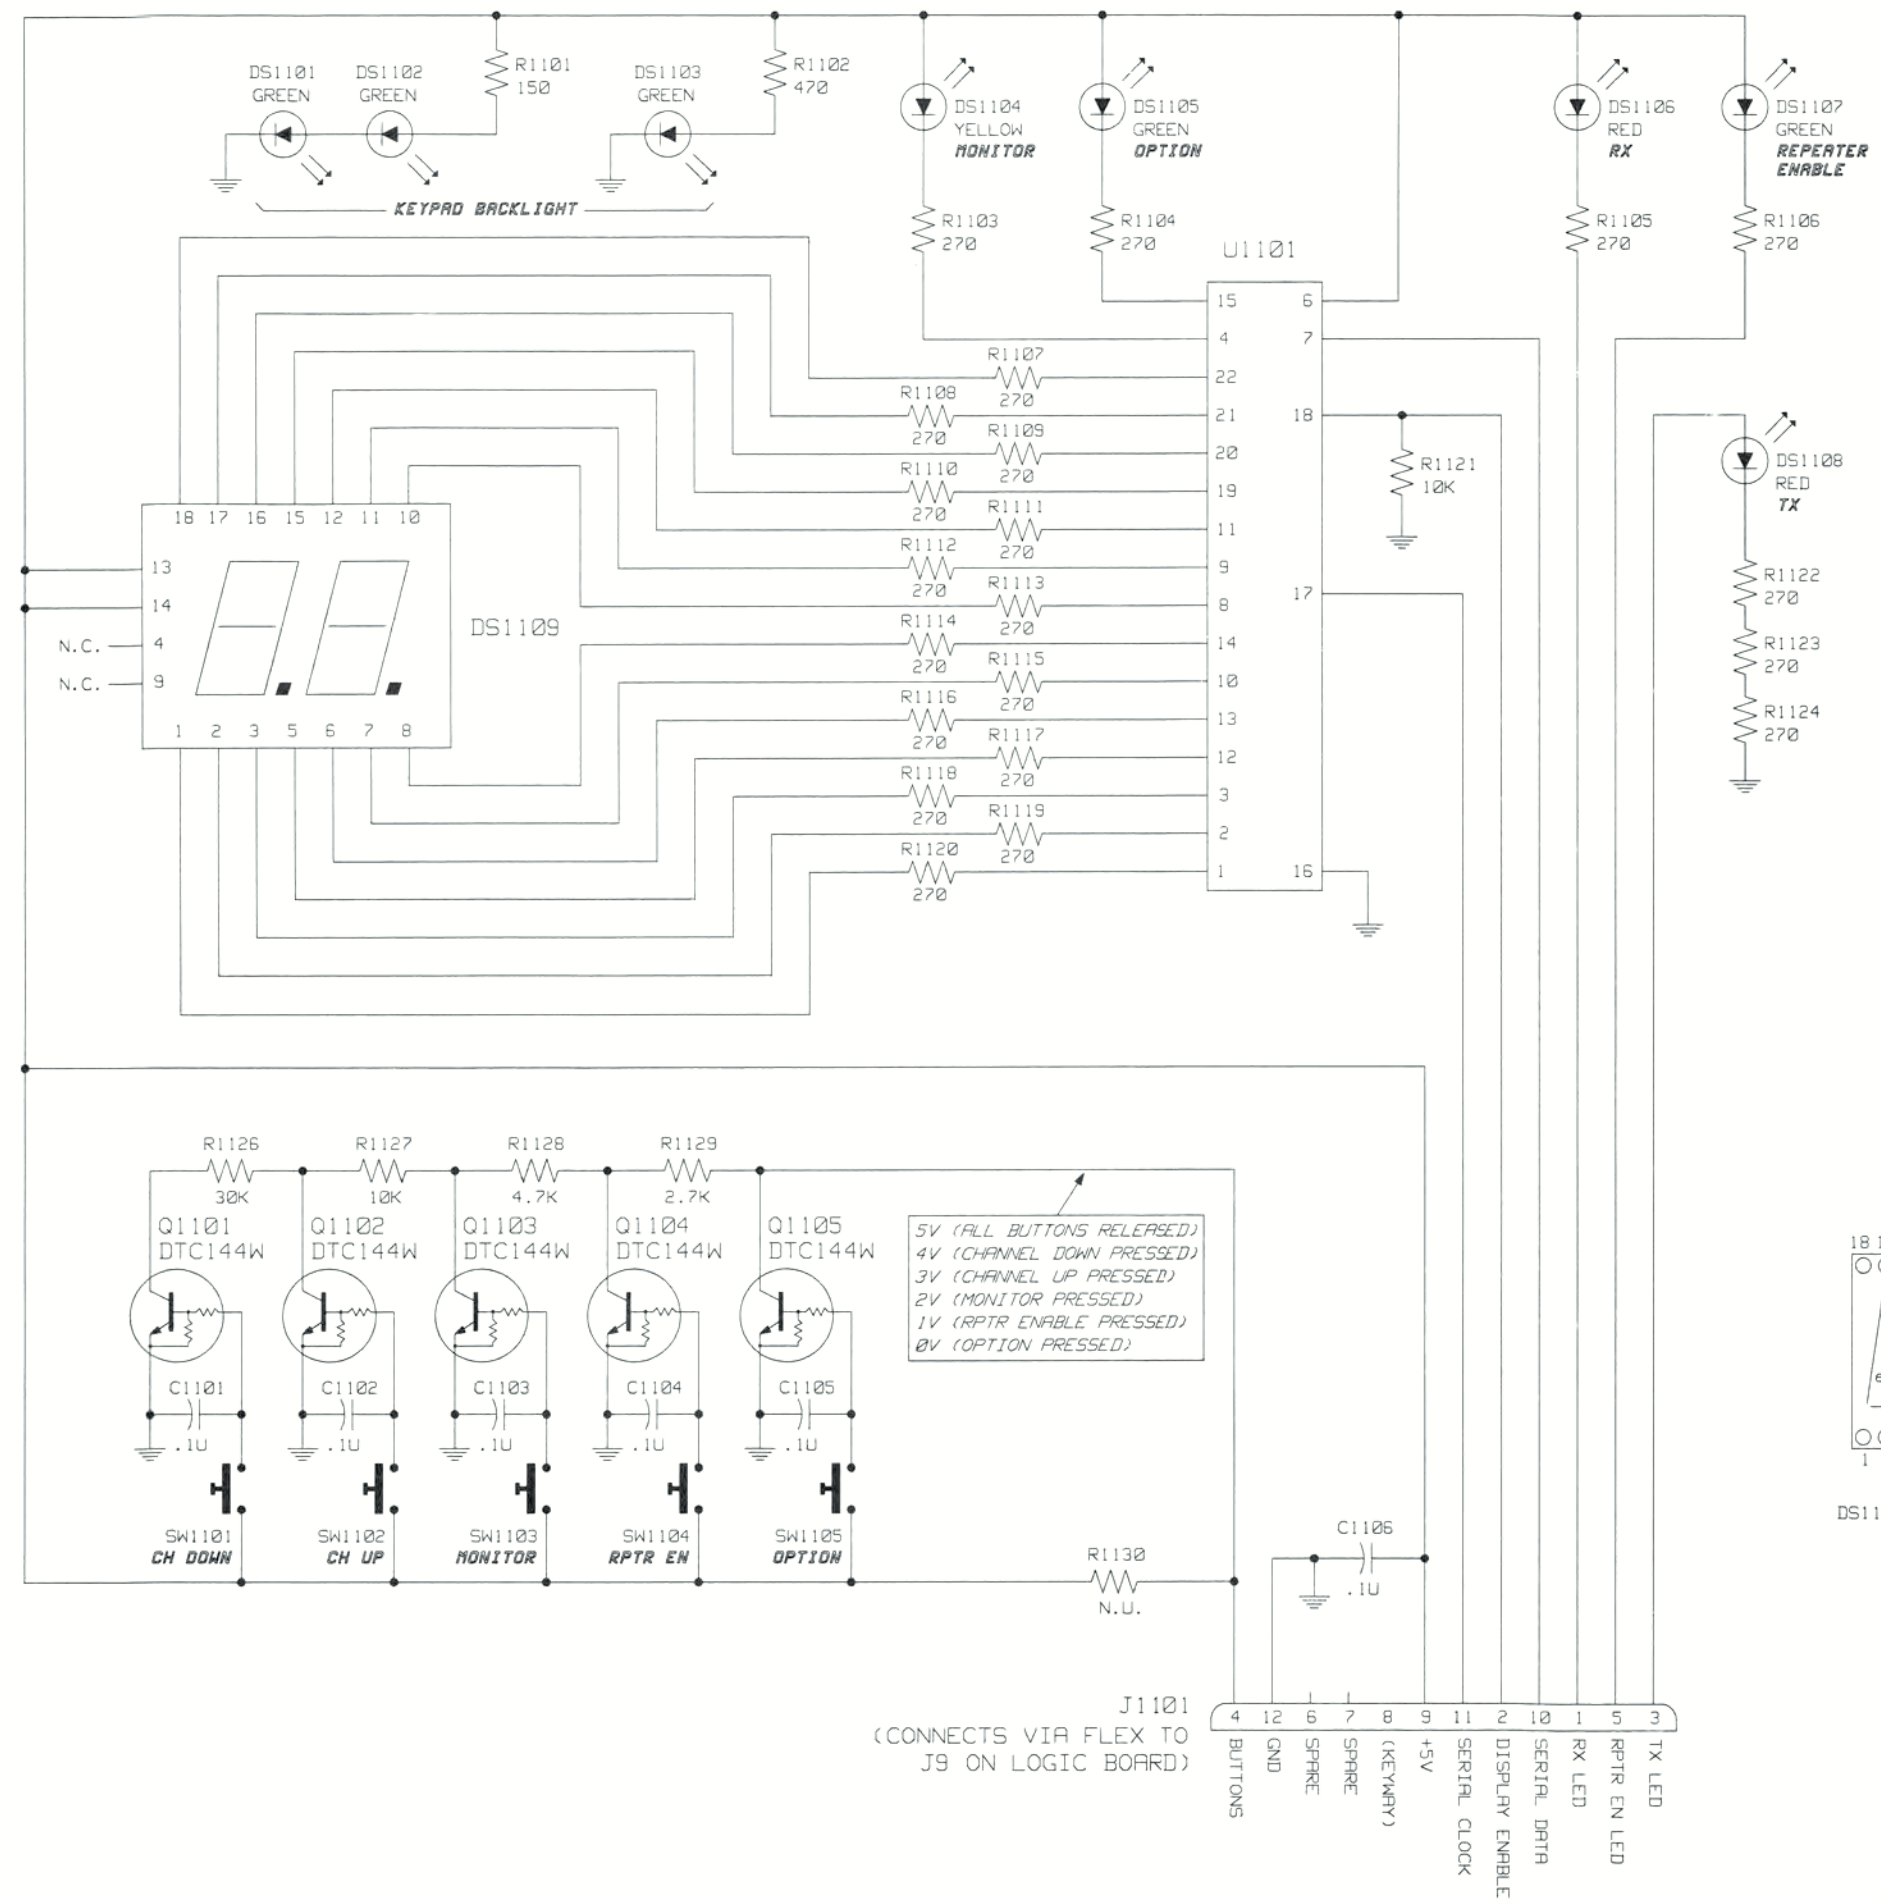 DS1101
GREEN
DS1102
GREEN
R1101
150
DS1103
GREEN
R1102
470
KEYPAD BACKLIGHT
DS1104
YELLOW
MONITOR
DS1105
GREEN
OPTION
DS1106
RED
RX
DS1107
GREEN
REPEATER
ENABLE
R1103
270
R1104
270
R1105
270
R1106
270
U1101
15
4
22
21
20
19
11
9
8
14
10
13
12
3
2
1
6
7
18
17
16
R1107
270
R1108
270
R1109
270
R1110
270
R1111
270
R1112
270
R1113
270
R1114
270
R1115
270
R1116
270
R1117
270
R1118
270
R1119
270
R1120
270
R1121
10K
DS1108
RED
TX
R1122
270
R1123
270
R1124
270
18 17 16 15 12 11 10
13
14
N.C. 4
N.C. 9
1 2 3 5 6 7 8
DS1109
R1126
30K
R1127
10K
R1128
4.7K
R1129
2.7K
Q1101
DTC144W
Q1102
DTC144W
Q1103
DTC144W
Q1104
DTC144W
Q1105
DTC144W
5V (ALL BUTTONS RELEASED)
4V (CHANNEL DOWN PRESSED)
3V (CHANNEL UP PRESSED)
2V (MONITOR PRESSED)
1V (RPTR ENABLE PRESSED)
0V (OPTION PRESSED)
C1101
.1U
C1102
.1U
C1103
.1U
C1104
.1U
C1105
.1U
SW1101
CH DOWN
SW1102
CH UP
SW1103
MONITOR
SW1104
RPTR EN
SW1105
OPTION
R1130
N.U.
C1106
.1U
18
1
J1101
(CONNECTS VIA FLEX TO
J9 ON LOGIC BOARD)
4 12 6 7 8 9 11 2 10 1 5 3
BUTTONS
GND
SPARE
SPARE
(KEYWAY)
+5V
SERIAL CLOCK
DISPLAY ENABLE
SERIAL DATA
RX LED
RPTR EN LED
TX LED